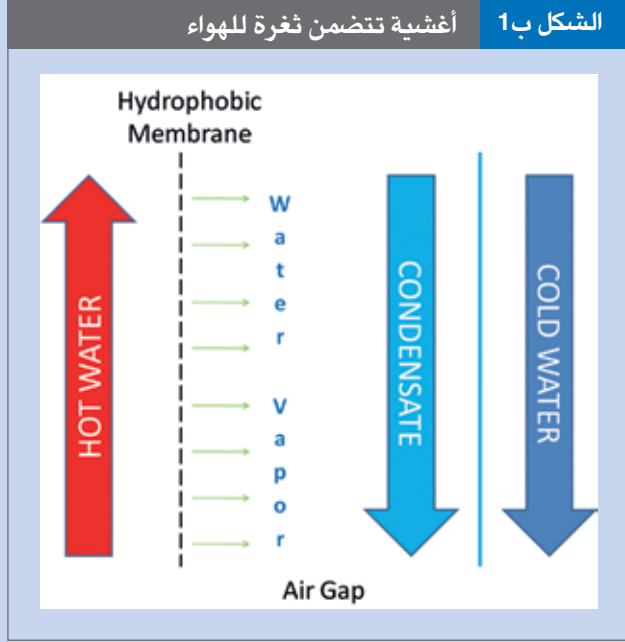 الشكل ب1 أغشية تتضمن ثغرة للهواء
Hydrophobic
Membrane
HOT WATER
Water Vapor
CONDENSATE
COLD WATER
Air Gap